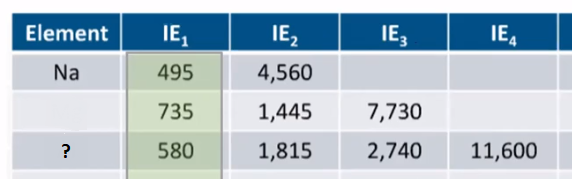 Element IE₁ IE₂ IE₃ IE₄
Na 495 4,560
735 1,445 7,730
? 580 1,815 2,740 11,600